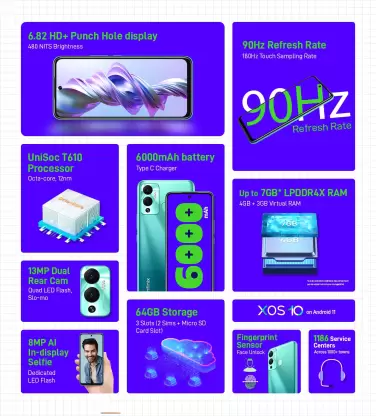 6.82 HD+ Punch Hole display
480 NITS Brightness
90Hz Refresh Rate
180Hz Touch Sampling Rate
90Hz
Refresh Rate
UniSoc T610
Processor
Octa-core, 12nm
6000mAh battery
Type C Charger
6000+
mAh
Up to 7GB* LPDDR4X RAM
4GB + 3GB Virtual RAM
13MP Dual
Rear Cam
Quad LED Flash,
Slo-mo
64GB Storage
3 Slots (2 Sims + Micro SD
Card Slot)
XOS 10 on Android 11
8MP AI
In-display
Selfie
Dedicated
LED Flash
Fingerprint
Sensor
Face Unlock
1186 Service
Centers
Across 1000+ towns